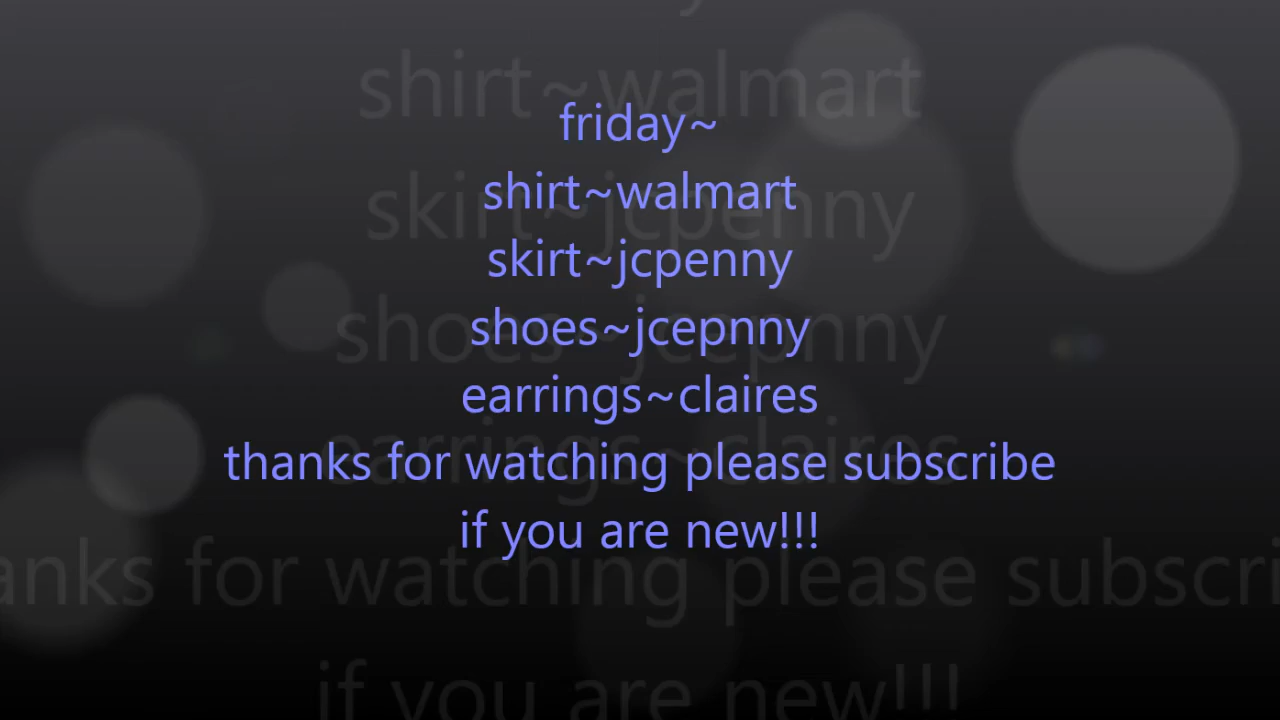 friday~
shirt~walmart
skirt~jcpenny
shoes~jcepnny
earrings~claires
thanks for watching please subscribe
if you are new!!!